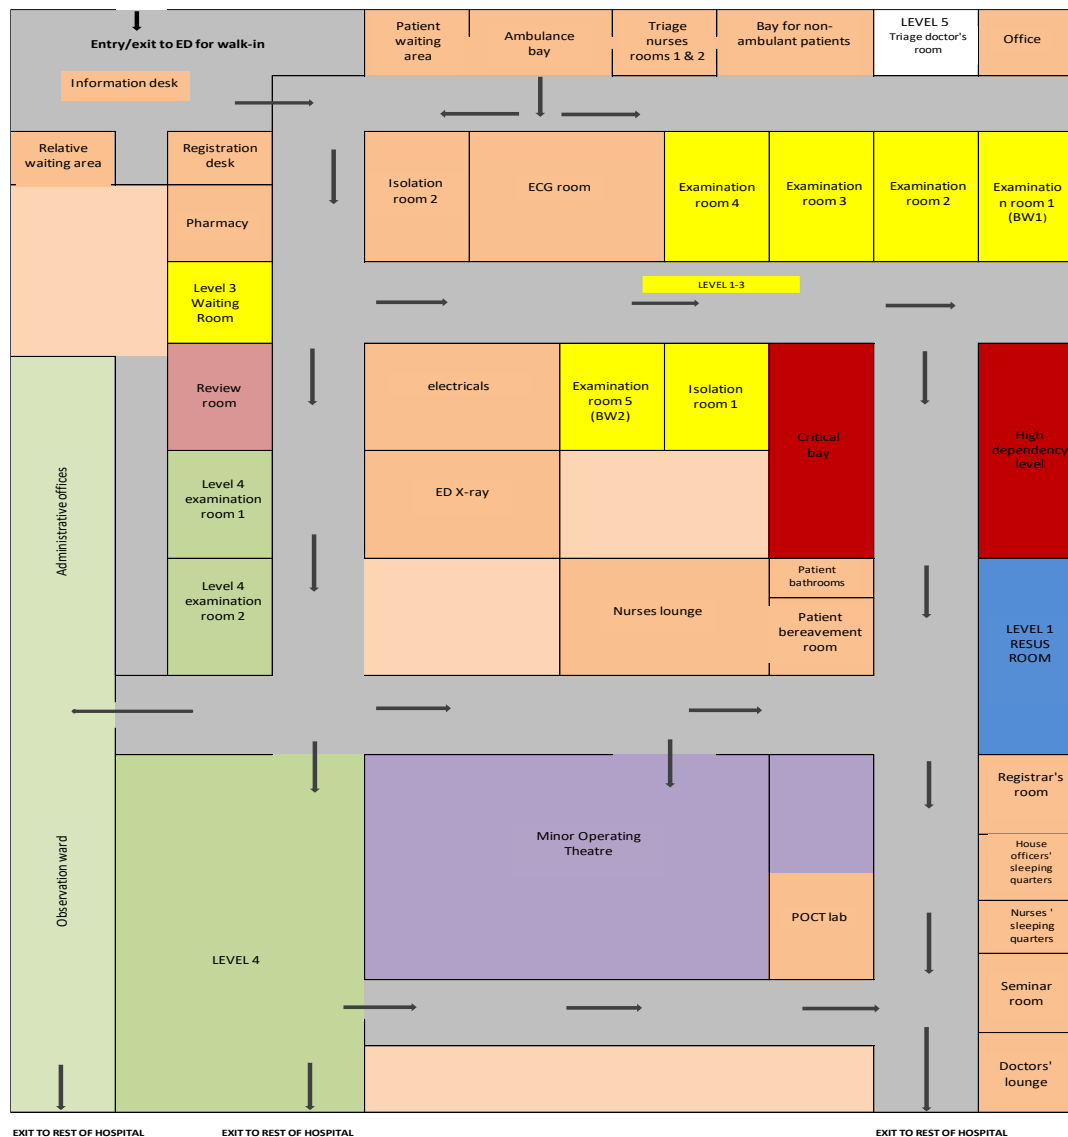 Entry/exit to ED for walk-in
Information desk
Patient
waiting
area
Ambulance
bay
Triage
nurses
rooms 1 & 2
Bay for non-
ambulant patients
LEVEL 5
Triage doctor's
room
Office
Relative
waiting area
Registration
desk
Isolation
room 2
ECG room
Examination
room 4
Examination
room 3
Examination
room 2
Examinatio
n room 1
(BW1)
Pharmacy
Level 3
Waiting
Room
LEVEL 1-3
Review
room
electricals
Examination
room 5
(BW2)
Isolation
room 1
Critical
bay
High
dependency
level
Level 4
examination
room 1
ED X-ray
Administrative offices
Level 4
examination
room 2
Nurses lounge
Patient
bathrooms
Patient
bereavement
room
LEVEL 1
RESUS
ROOM
Registrar's
room
Minor Operating
Theatre
House
officers'
sleeping
quarters
Observation ward
POCT lab
Nurses '
sleeping
quarters
LEVEL 4
Seminar
room
Doctors'
lounge
EXIT TO REST OF HOSPITAL
EXIT TO REST OF HOSPITAL
EXIT TO REST OF HOSPITAL